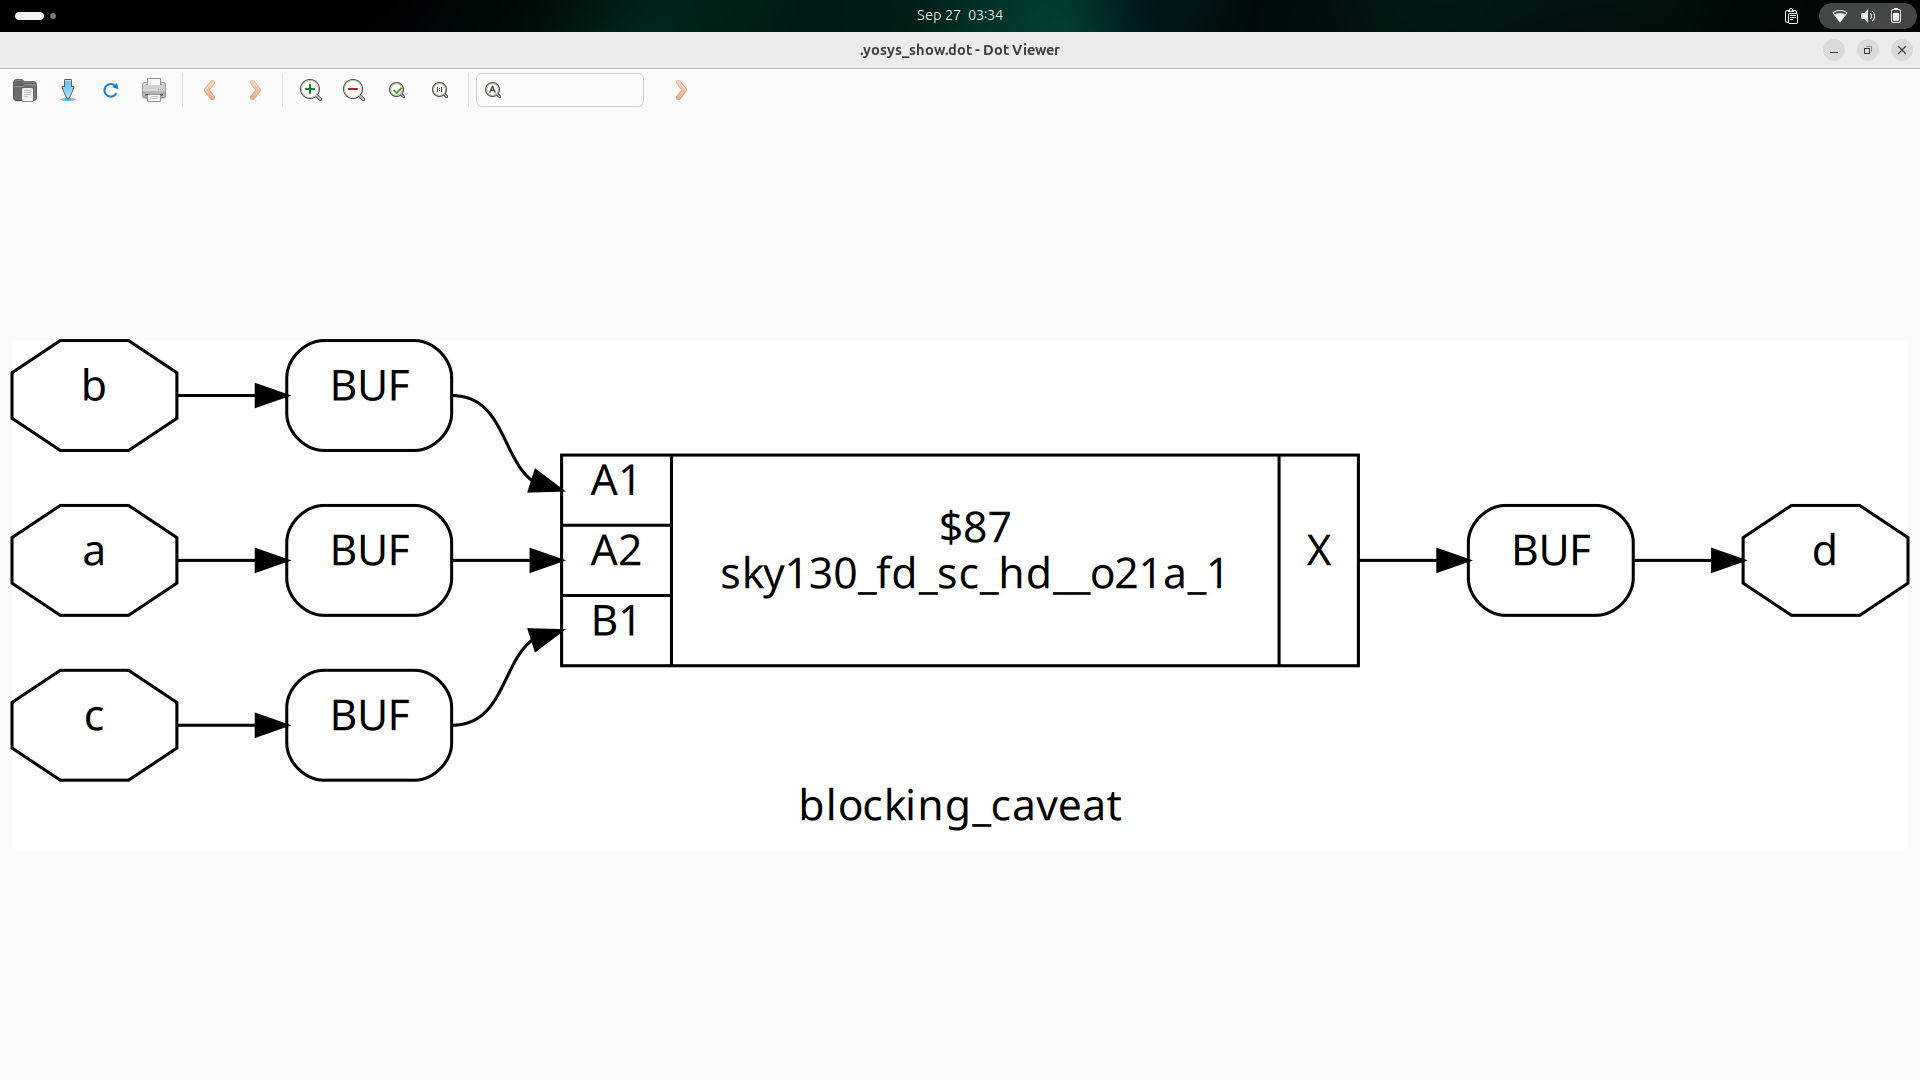 Sep 27 03:34
.yosys_show.dot - Dot Viewer
b
BUF
A1
a
BUF
A2
c
BUF
B1
$87
sky130_fd_sc_hd__o21a_1
X
BUF
d
blocking_caveat